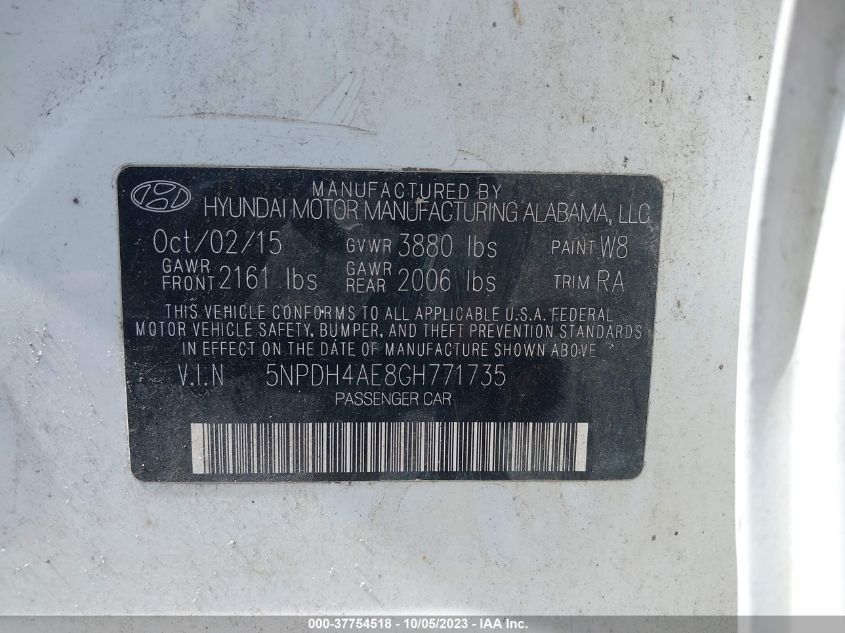 MANUFACTURED BY
HYUNDAI MOTOR MANUFACTURING ALABAMA, LLC
Oct/02/15 GVWR 3880 lbs PAINT W8
GAWR FRONT 2161 lbs GAWR REAR 2006 lbs TRIM RA
THIS VEHICLE CONFORMS TO ALL APPLICABLE U.S.A. FEDERAL
MOTOR VEHICLE SAFETY, BUMPER, AND THEFT PREVENTION STANDARDS
IN EFFECT ON THE DATE OF MANUFACTURE SHOWN ABOVE
V.I.N 5NPDH4AE8GH771735
PASSENGER CAR
000-37754518 - 10/05/2023 - IAA Inc.